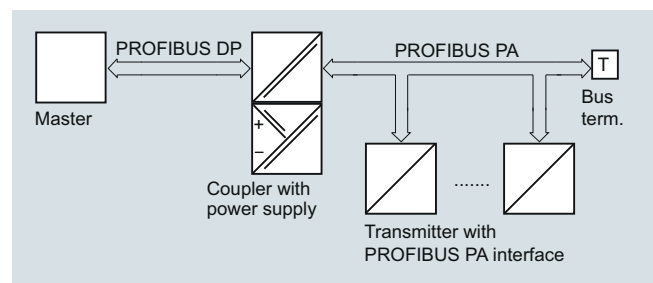 PROFIBUS DP
PROFIBUS PA
T
Master
Bus
term.
+
–
Coupler with
power supply
.......
Transmitter with
PROFIBUS PA interface